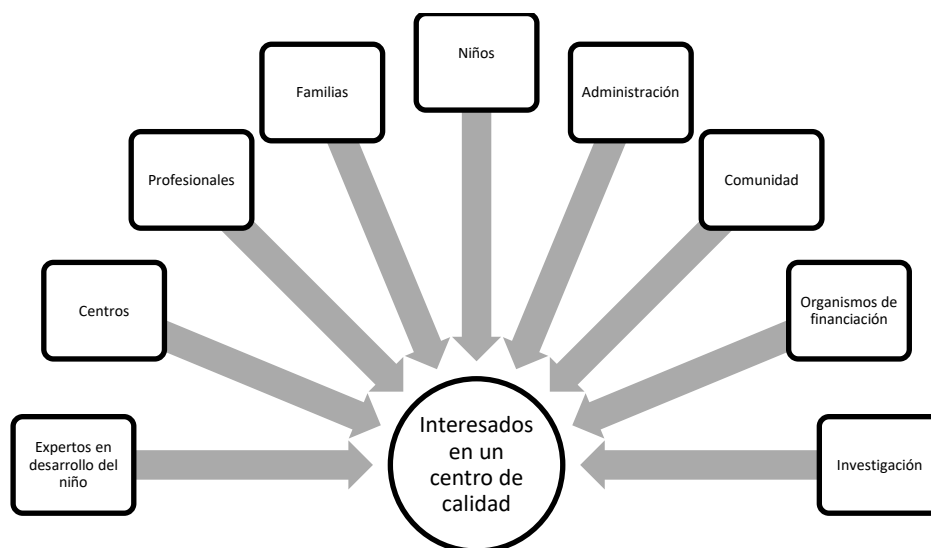 Niños
Familias
Administración
Profesionales
Comunidad
Centros
Organismos de
financiación
Expertos en
desarrollo del
niño
Interesados
en un
centro de
calidad
Investigación